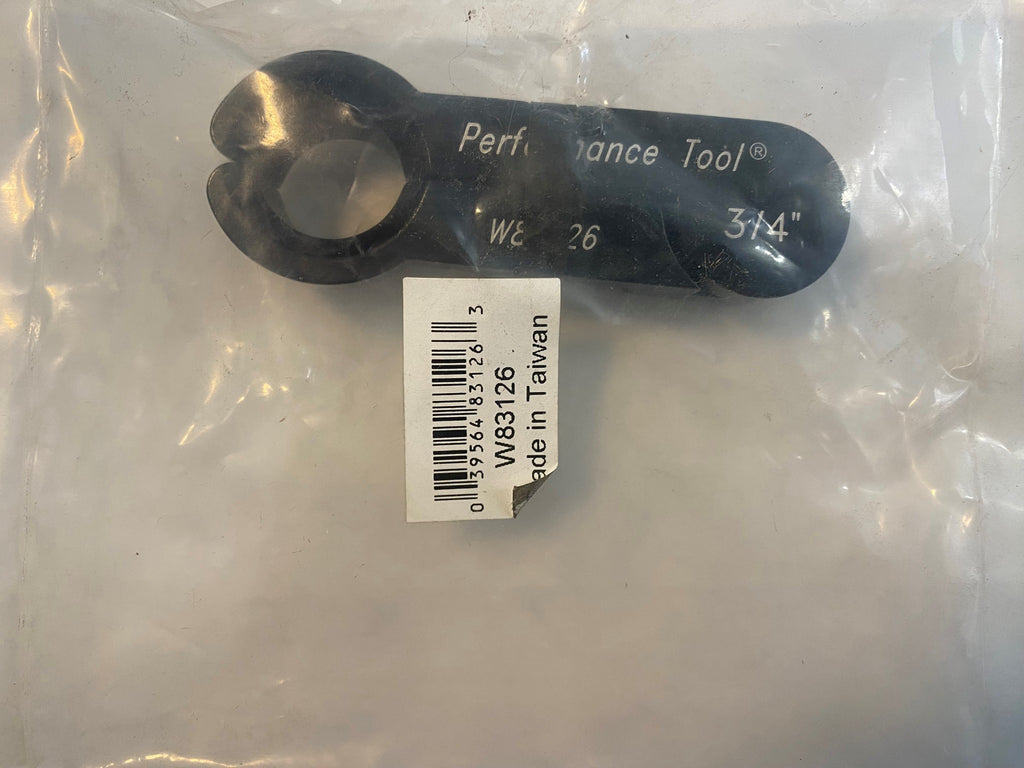 Perf ance Tool®
W8 26
3/4"
0 39564 83126 3
W83126
ade in Taiwan